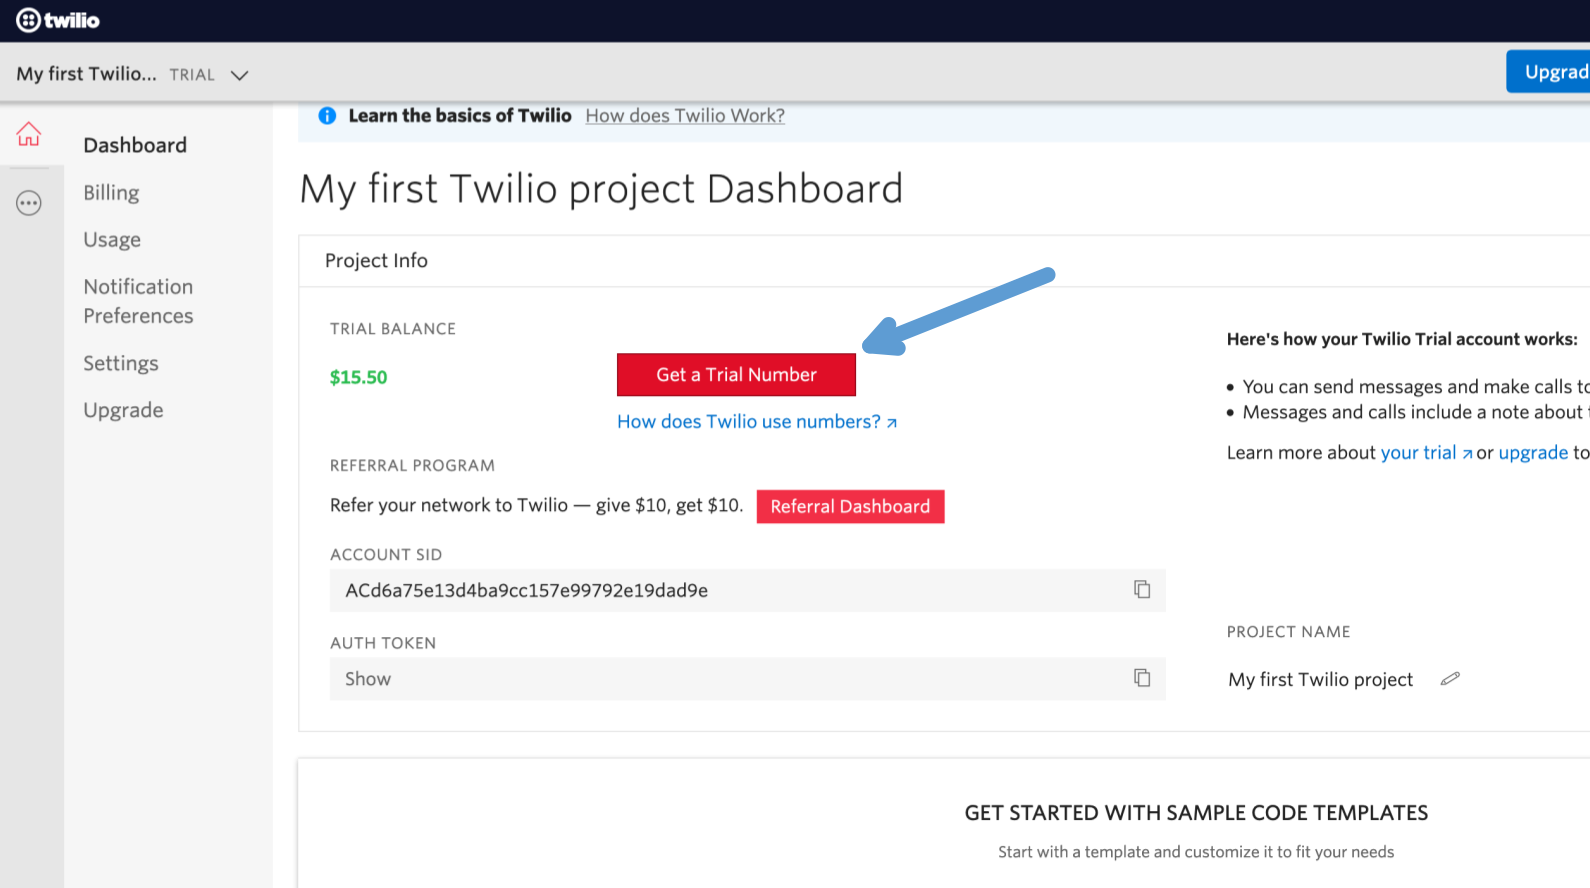 twilio
My first Twilio... TRIAL
Upgrad
Learn the basics of Twilio How does Twilio Work?
Dashboard
Billing
Usage
Notification
Preferences
Settings
Upgrade
My first Twilio project Dashboard
Project Info
TRIAL BALANCE
$15.50
Get a Trial Number
How does Twilio use numbers?
REFERRAL PROGRAM
Refer your network to Twilio — give $10, get $10. Referral Dashboard
ACCOUNT SID
ACd6a75e13d4ba9cc157e99792e19dad9e
AUTH TOKEN
Show
Here's how your Twilio Trial account works:
• You can send messages and make calls to
• Messages and calls include a note about
Learn more about your trial or upgrade to
PROJECT NAME
My first Twilio project
GET STARTED WITH SAMPLE CODE TEMPLATES
Start with a template and customize it to fit your needs